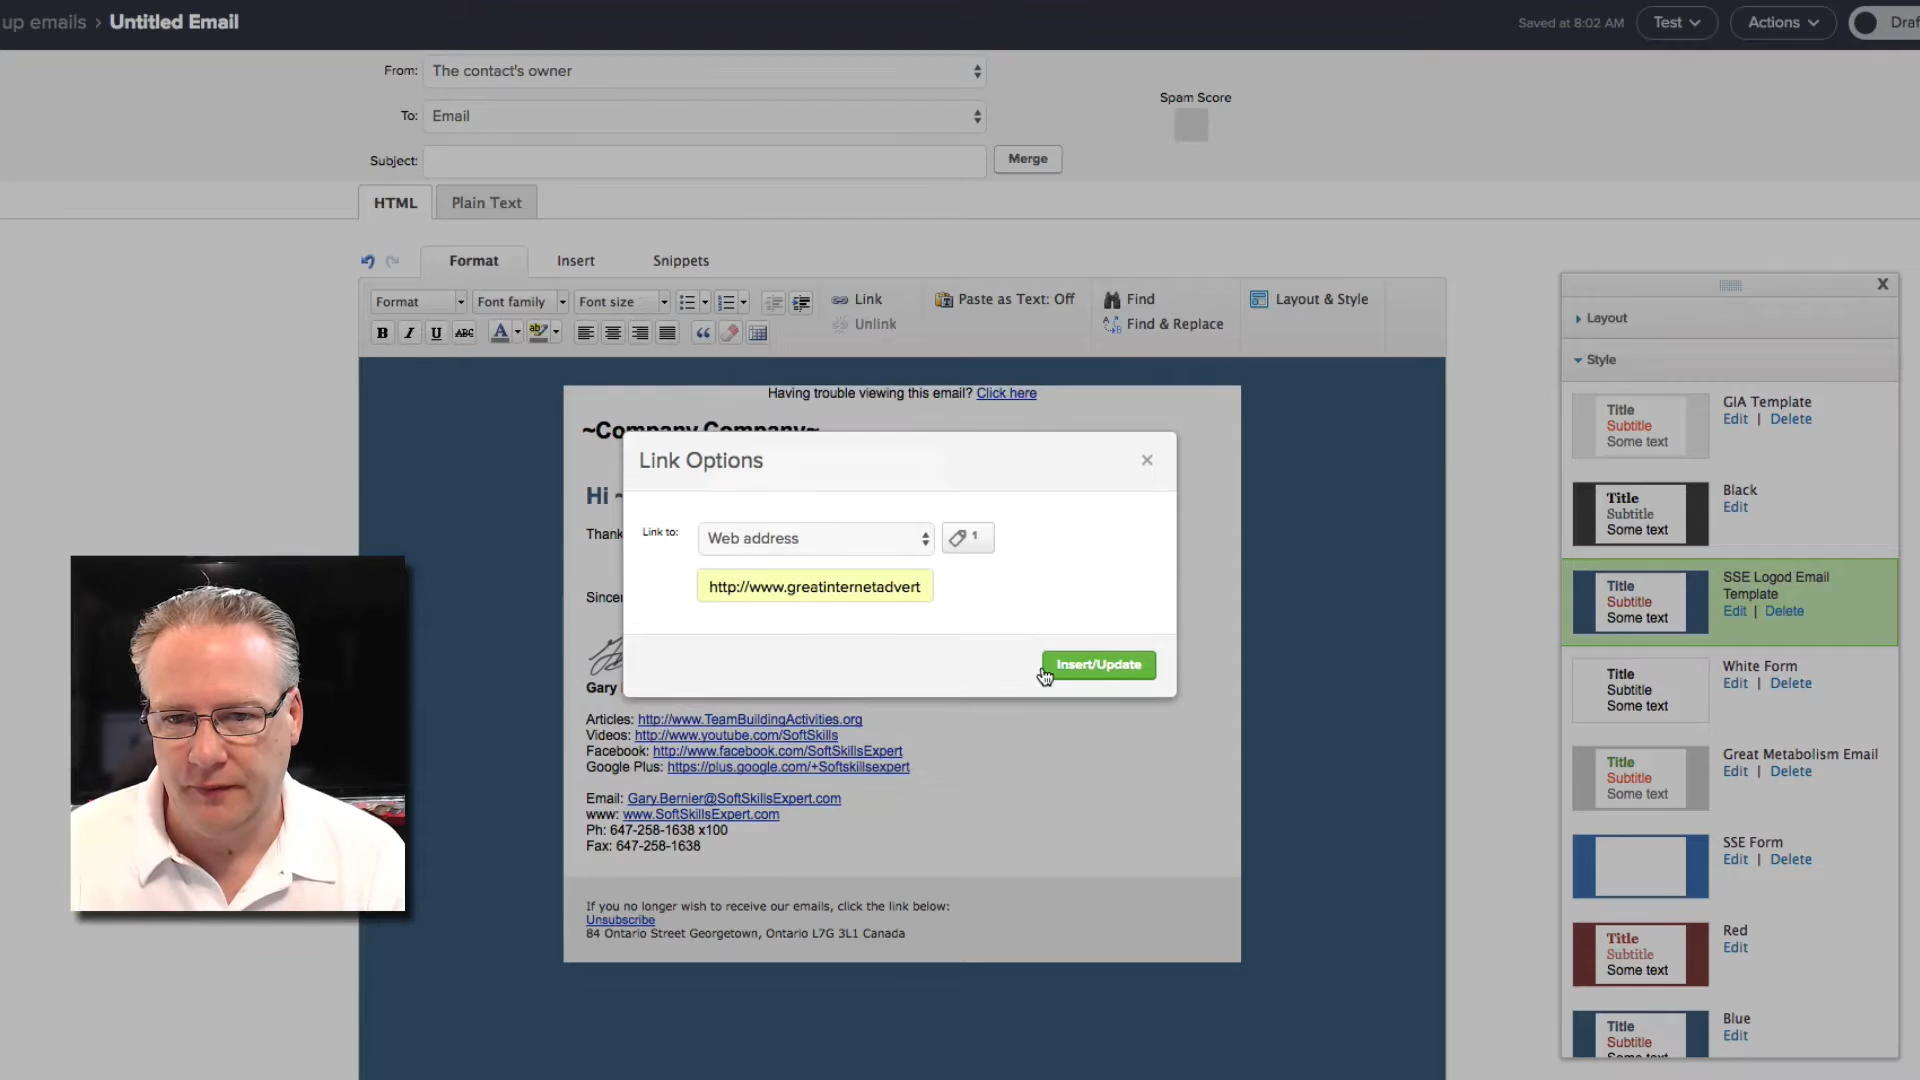 up emails › Untitled Email
Saved at 8:02 AM
Test
Actions
From:
The contact's owner
To:
Email
Spam Score
Subject:
Merge
HTML
Plain Text
Format
Insert
Snippets
Format
Font family
Font size
Link
Paste as Text: Off
Find
Layout & Style
Unlink
Find & Replace
B I U ABC
Layout
Style
Having trouble viewing this email? Click here
~Company.Company~
Link Options
Hi ~
Link to:
Web address
1
Thank
http://www.greatinternetadvert
Insert/Update
Gary
Articles: http://www.TeamBuildingActivities.org
Videos: http://www.youtube.com/SoftSkills
Facebook: http://www.facebook.com/SoftSkillsExpert
Google Plus: https://plus.google.com/+Softskillsexpert
Email: Gary.Bernier@SoftSkillsExpert.com
www: www.SoftSkillsExpert.com
Ph: 647-258-1638 x100
Fax: 647-258-1638
If you no longer wish to receive our emails, click the link below:
Unsubscribe
84 Ontario Street Georgetown, Ontario L7G 3L1 Canada
Title
Subtitle
Some text
GIA Template
Edit | Delete
Title
Subtitle
Some text
Black
Edit
Title
Subtitle
Some text
SSE Logod Email
Template
Edit | Delete
Title
Subtitle
Some text
White Form
Edit | Delete
Title
Subtitle
Some text
Great Metabolism Email
Edit | Delete
SSE Form
Edit | Delete
Title
Subtitle
Some text
Red
Edit
Title
Subtitle
Blue
Edit